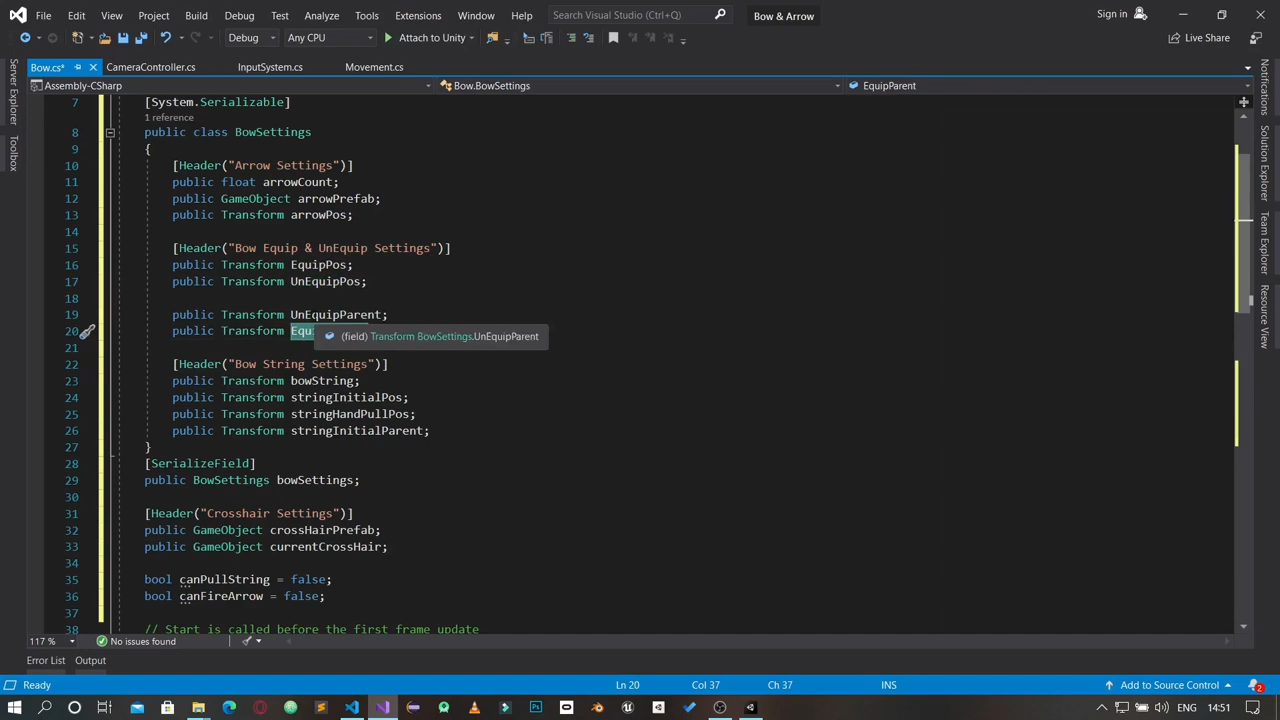 File Edit View Project Build Debug Test Analyze Tools Extensions Window Help Search Visual Studio (Ctrl+Q) Bow & Arrow Sign in
Debug Any CPU Attach to Unity Live Share
Bow.cs* CameraController.cs InputSystem.cs Movement.cs
Assembly-CSharp Bow.BowSettings EquipParent
Server Explorer
Toolbox
Notifications
Solution Explorer
Team Explorer
Resource View
7 [System.Serializable]
1 reference
8 public class BowSettings
9 {
10 [Header("Arrow Settings")]
11 public float arrowCount;
12 public GameObject arrowPrefab;
13 public Transform arrowPos;
14
15 [Header("Bow Equip & UnEquip Settings")]
16 public Transform EquipPos;
17 public Transform UnEquipPos;
18
19 public Transform UnEquipParent;
20 public Transform Equi
(field) Transform BowSettings.UnEquipParent
21
22 [Header("Bow String Settings")]
23 public Transform bowString;
24 public Transform stringInitialPos;
25 public Transform stringHandPullPos;
26 public Transform stringInitialParent;
27 }
28 [SerializeField]
29 public BowSettings bowSettings;
30
31 [Header("Crosshair Settings")]
32 public GameObject crossHairPrefab;
33 public GameObject currentCrossHair;
34
35 bool canPullString = false;
36 bool canFireArrow = false;
37
38 // Start is called before the first frame update
117 % No issues found
Error List Output
Ready Ln 20 Col 37 Ch 37 INS Add to Source Control 2
ENG 14:51